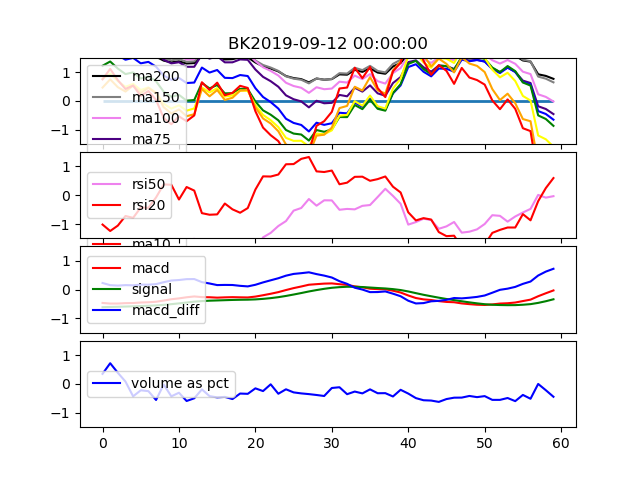 BK2019-09-12 00:00:00
1
0
−1
ma200
ma150
ma100
ma75
1
0
−1
rsi50
rsi20
ma10
1
0
−1
macd
signal
macd_diff
1
0
−1
volume as pct
0 10 20 30 40 50 60